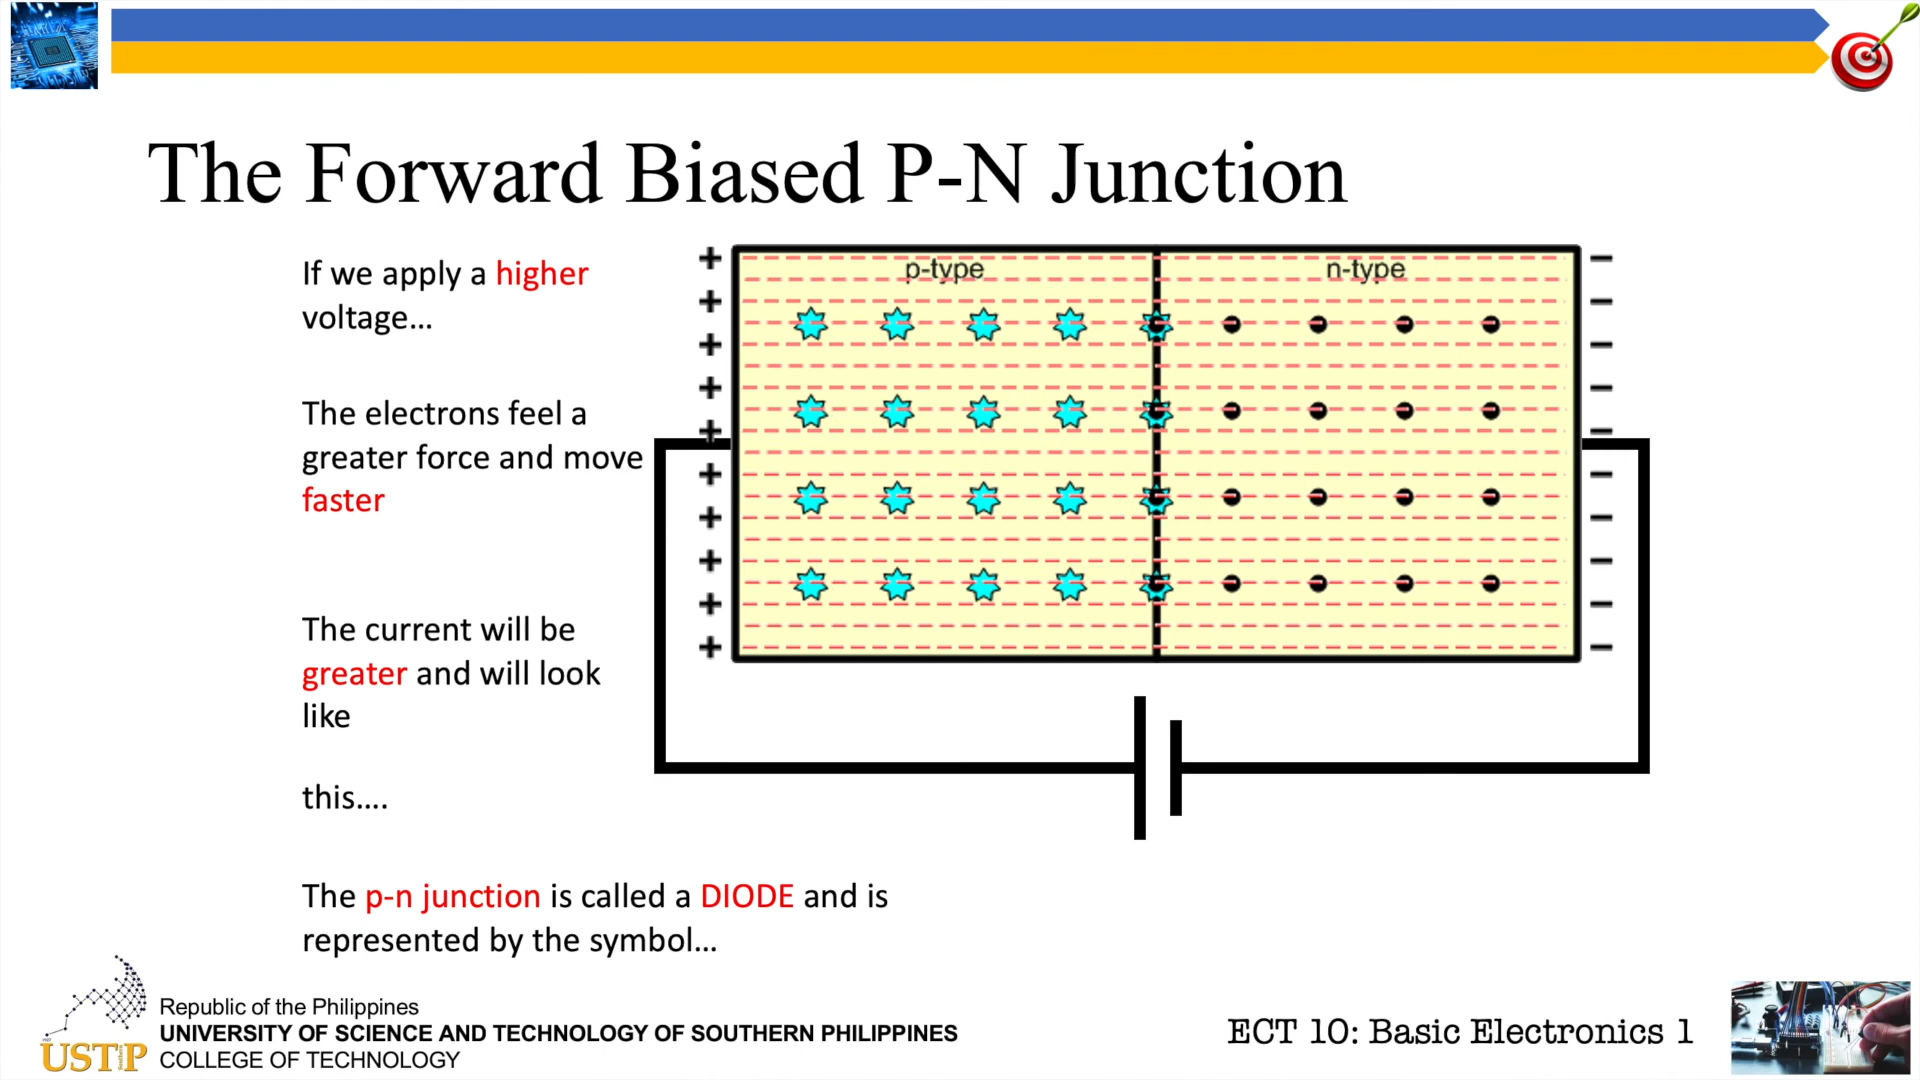 The Forward Biased P-N Junction
If we apply a higher
voltage...
The electrons feel a
greater force and move
faster
The current will be
greater and will look
like
this....
p-type
n-type
The p-n junction is called a DIODE and is
represented by the symbol...
USTP
Republic of the Philippines
UNIVERSITY OF SCIENCE AND TECHNOLOGY OF SOUTHERN PHILIPPINES
COLLEGE OF TECHNOLOGY
ECT 10: Basic Electronics 1